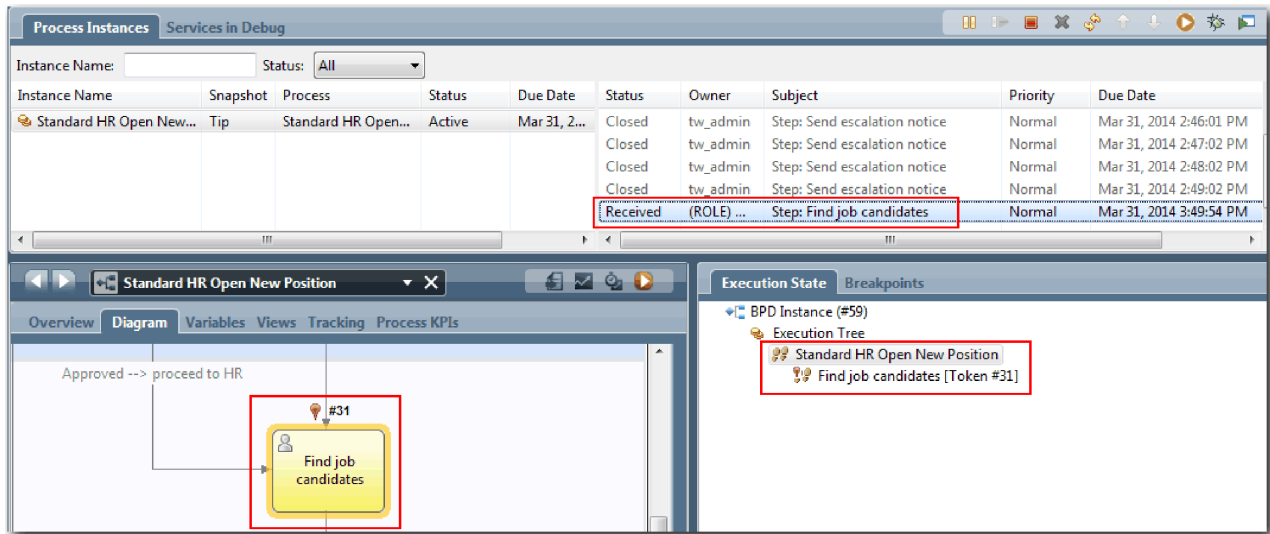 Process Instances Services in Debug
Instance Name: Status: All
Instance Name Snapshot Process Status Due Date Status Owner Subject Priority Due Date
Standard HR Open New... Tip Standard HR Open... Active Mar 31, 2... Closed tw_admin Step: Send escalation notice Normal Mar 31, 2014 2:46:01 PM
Closed tw_admin Step: Send escalation notice Normal Mar 31, 2014 2:47:02 PM
Closed tw_admin Step: Send escalation notice Normal Mar 31, 2014 2:48:02 PM
Closed tw_admin Step: Send escalation notice Normal Mar 31, 2014 2:49:02 PM
Received (ROLE) ... Step: Find job candidates Normal Mar 31, 2014 3:49:54 PM
Standard HR Open New Position
Overview Diagram Variables Views Tracking Process KPIs
Approved --> proceed to HR
#31
Find job
candidates
Execution State Breakpoints
BPD Instance (#59)
Execution Tree
Standard HR Open New Position
Find job candidates [Token #31]